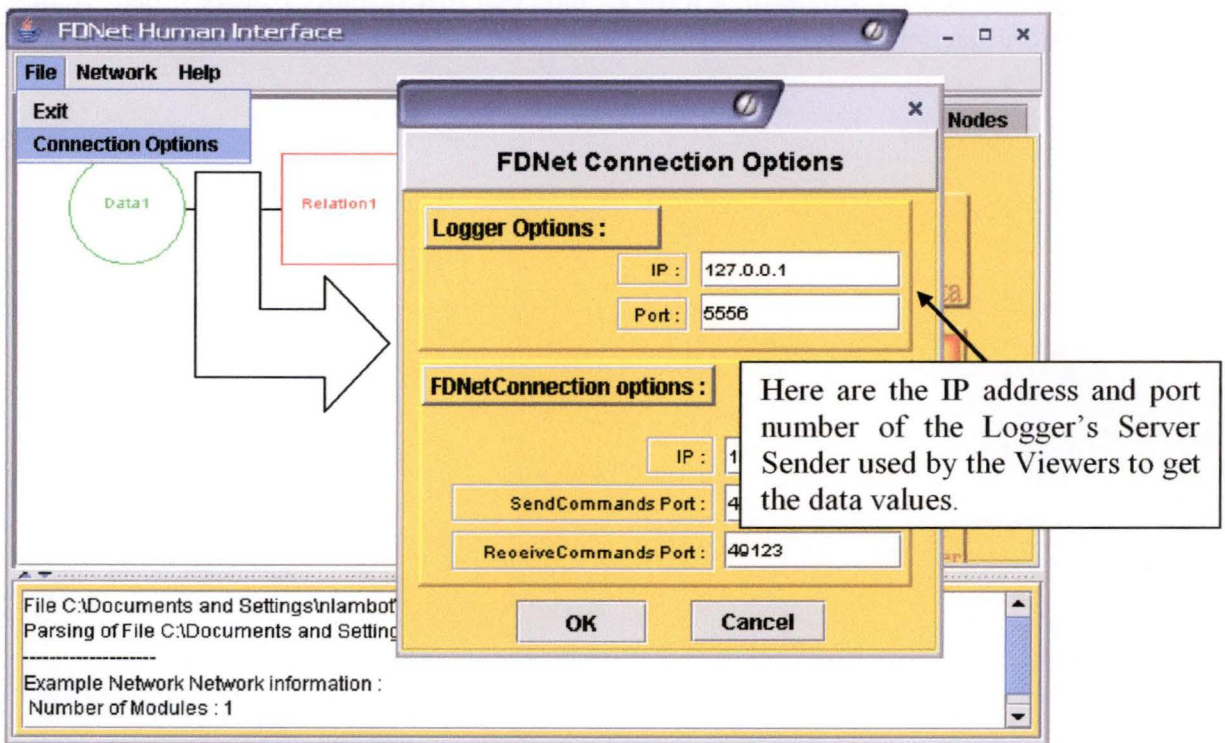 FDNet Human Interface
File Network Help
Exit
Connection Options
Nodes
Data1
Relation1
FDNet Connection Options
Logger Options :
IP : 127.0.0.1
Port : 5556
FDNetConnection options :
IP : 1
SendCommands Port : 4
ReceiveCommands Port : 49123
OK Cancel
Here are the IP address and port
number of the Logger's Server
Sender used by the Viewers to get
the data values.
File C:\Documents and Settings\nlambot\
Parsing of File C:\Documents and Setting
--------------------
Example Network Network information :
Number of Modules : 1